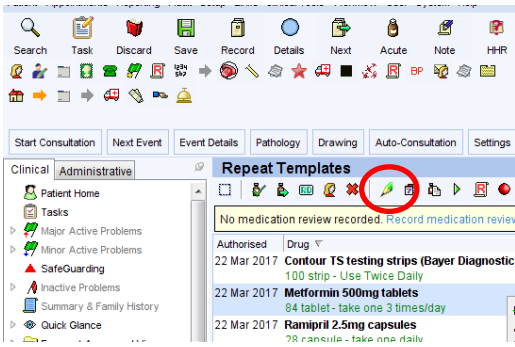 Search Task Discard Save Record Details Next Acute Note HHR
BP
Start Consultation Next Event Event Details Pathology Drawing Auto-Consultation Settings
Clinical Administrative
Patient Home
Tasks
Major Active Problems
Minor Active Problems
SafeGuarding
Inactive Problems
Summary & Family History
Quick Glance
Repeat Templates
No medication review recorded. Record medication review
Authorised Drug
22 Mar 2017 Contour TS testing strips (Bayer Diagnostic
100 strip - Use Twice Daily
22 Mar 2017 Metformin 500mg tablets
84 tablet - take one 3 times/day
22 Mar 2017 Ramipril 2.5mg capsules
28 capsule - take one daily